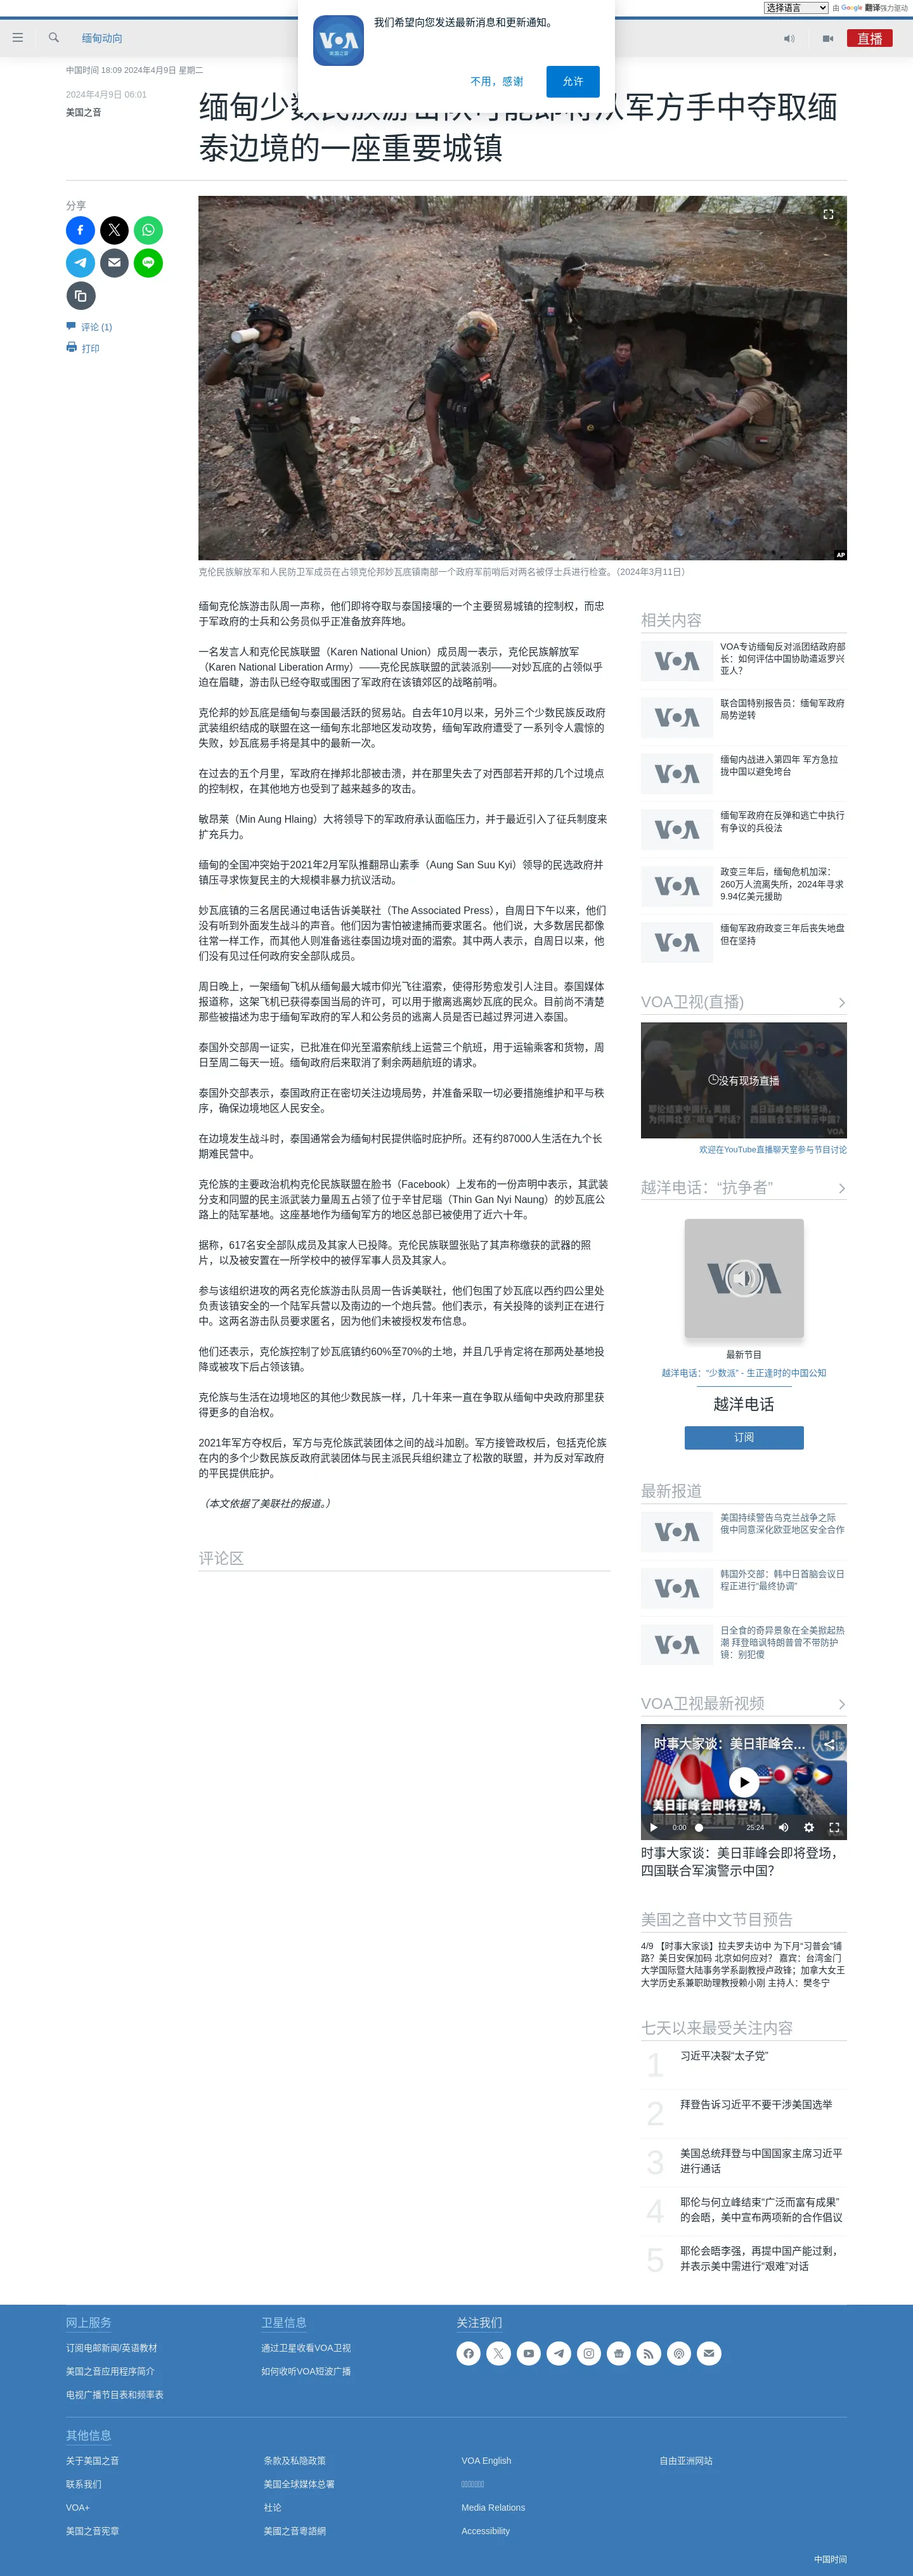 选择语言
由 Google 翻译强力驱动
我们希望向您发送最新消息和更新通知。
VOA
美国之音
不用，感谢
允许
缅甸动向
直播
中国时间 18:09 2024年4月9日 星期二
2024年4月9日 06:01
美国之音
缅甸少数民族游击队可能即将从军方手中夺取缅
泰边境的一座重要城镇
分享
评论 (1)
打印
AP
克伦民族解放军和人民防卫军成员在占领克伦邦妙瓦底镇南部一个政府军前哨后对两名被俘士兵进行检查。（2024年3月11日）
缅甸克伦族游击队周一声称，他们即将夺取与泰国接壤的一个主要贸易城镇的控制权，而忠
于军政府的士兵和公务员似乎正准备放弃阵地。
一名发言人和克伦民族联盟（Karen National Union）成员周一表示，克伦民族解放军
（Karen National Liberation Army）——克伦民族联盟的武装派别——对妙瓦底的占领似乎
迫在眉睫，游击队已经夺取或围困了军政府在该镇郊区的战略前哨。
克伦邦的妙瓦底是缅甸与泰国最活跃的贸易站。自去年10月以来，另外三个少数民族反政府
武装组织结成的联盟在这一缅甸东北部地区发动攻势，缅甸军政府遭受了一系列令人震惊的
失败，妙瓦底易手将是其中的最新一次。
在过去的五个月里，军政府在掸邦北部被击溃，并在那里失去了对西部若开邦的几个过境点
的控制权，在其他地方也受到了越来越多的攻击。
敏昂莱（Min Aung Hlaing）大将领导下的军政府承认面临压力，并于最近引入了征兵制度来
扩充兵力。
缅甸的全国冲突始于2021年2月军队推翻昂山素季（Aung San Suu Kyi）领导的民选政府并
镇压寻求恢复民主的大规模非暴力抗议活动。
妙瓦底镇的三名居民通过电话告诉美联社（The Associated Press），自周日下午以来，他们
没有听到外面发生战斗的声音。他们因为害怕被逮捕而要求匿名。他们说，大多数居民都像
往常一样工作，而其他人则准备逃往泰国边境对面的湄索。其中两人表示，自周日以来，他
们没有见过任何政府安全部队成员。
周日晚上，一架缅甸飞机从缅甸最大城市仰光飞往湄索，使得形势愈发引人注目。泰国媒体
报道称，这架飞机已获得泰国当局的许可，可以用于撤离逃离妙瓦底的民众。目前尚不清楚
那些被描述为忠于缅甸军政府的军人和公务员的逃离人员是否已越过界河进入泰国。
泰国外交部周一证实，已批准在仰光至湄索航线上运营三个航班，用于运输乘客和货物，周
日至周二每天一班。缅甸政府后来取消了剩余两趟航班的请求。
泰国外交部表示，泰国政府正在密切关注边境局势，并准备采取一切必要措施维护和平与秩
序，确保边境地区人民安全。
在边境发生战斗时，泰国通常会为缅甸村民提供临时庇护所。还有约87000人生活在九个长
期难民营中。
克伦族的主要政治机构克伦民族联盟在脸书（Facebook）上发布的一份声明中表示，其武装
分支和同盟的民主派武装力量周五占领了位于辛甘尼瑙（Thin Gan Nyi Naung）的妙瓦底公
路上的陆军基地。这座基地作为缅甸军方的地区总部已被使用了近六十年。
据称，617名安全部队成员及其家人已投降。克伦民族联盟张贴了其声称缴获的武器的照
片，以及被安置在一所学校中的被俘军事人员及其家人。
参与该组织进攻的两名克伦族游击队员周一告诉美联社，他们包围了妙瓦底以西约四公里处
负责该镇安全的一个陆军兵营以及南边的一个炮兵营。他们表示，有关投降的谈判正在进行
中。这两名游击队员要求匿名，因为他们未被授权发布信息。
他们还表示，克伦族控制了妙瓦底镇约60%至70%的土地，并且几乎肯定将在那两处基地投
降或被攻下后占领该镇。
克伦族与生活在边境地区的其他少数民族一样，几十年来一直在争取从缅甸中央政府那里获
得更多的自治权。
2021年军方夺权后，军方与克伦族武装团体之间的战斗加剧。军方接管政权后，包括克伦族
在内的多个少数民族反政府武装团体与民主派民兵组织建立了松散的联盟，并为反对军政府
的平民提供庇护。
（本文依据了美联社的报道。）
评论区
相关内容
VOA专访缅甸反对派团结政府部
长：如何评估中国协助遣返罗兴
亚人？
联合国特别报告员：缅甸军政府
局势逆转
缅甸内战进入第四年 军方急拉
拢中国以避免垮台
缅甸军政府在反弹和逃亡中执行
有争议的兵役法
政变三年后，缅甸危机加深：
260万人流离失所，2024年寻求
9.94亿美元援助
缅甸军政府政变三年后丧失地盘
但在坚持
VOA卫视(直播)
没有现场直播
欢迎在YouTube直播聊天室参与节目讨论
越洋电话：“抗争者”
VOA
最新节目
越洋电话：“少数派” - 生正逢时的中国公知
越洋电话
订阅
最新报道
美国持续警告乌克兰战争之际
俄中同意深化欧亚地区安全合作
韩国外交部：韩中日首脑会议日
程正进行“最终协调”
日全食的奇异景象在全美掀起热
潮 拜登暗讽特朗普曾不带防护
镜：别犯傻
VOA卫视最新视频
时事大家谈：美日菲峰会…
美日菲峰会即将登场，
0:00
25:24
时事大家谈：美日菲峰会即将登场，
四国联合军演警示中国？
美国之音中文节目预告
4/9 【时事大家谈】拉夫罗夫访中 为下月“习普会”铺
路？美日安保加码 北京如何应对？ 嘉宾：台湾金门
大学国际暨大陆事务学系副教授卢政锋；加拿大女王
大学历史系兼职助理教授赖小刚 主持人：樊冬宁
七天以来最受关注内容
1
习近平决裂“太子党”
2
拜登告诉习近平不要干涉美国选举
3
美国总统拜登与中国国家主席习近平
进行通话
4
耶伦与何立峰结束“广泛而富有成果”
的会晤，美中宣布两项新的合作倡议
5
耶伦会晤李强，再提中国产能过剩，
并表示美中需进行“艰难”对话
网上服务
订阅电邮新闻/英语教材
美国之音应用程序简介
电视广播节目表和频率表
卫星信息
通过卫星收看VOA卫视
如何收听VOA短波广播
关注我们
其他信息
关于美国之音
条款及私隐政策
VOA English
自由亚洲网站
联系我们
美国全球媒体总署
VOA+
社论
Media Relations
美国之音宪章
美國之音粵語網
Accessibility
中国时间